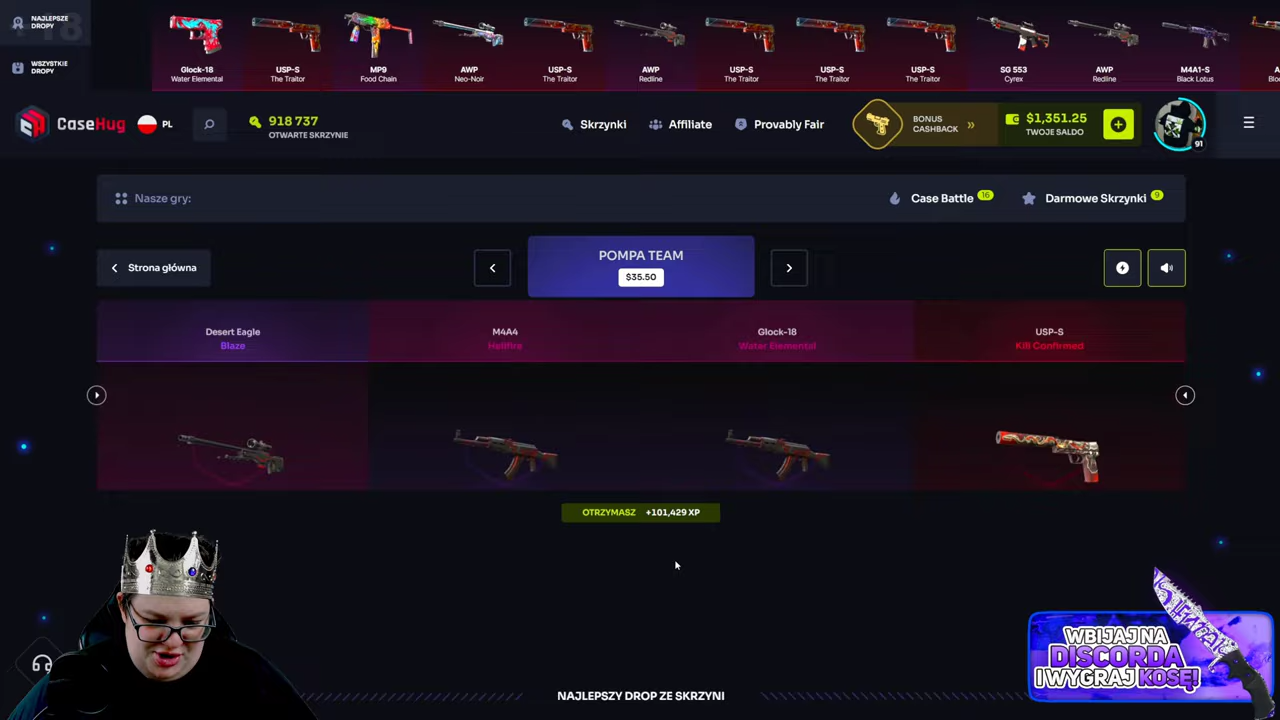 NAJLEPSZE
DROPY
WSZYSTKIE
DROPY
Glock-18
Water Elemental
USP-S
The Traitor
MP9
Food Chain
AWP
Neo-Noir
USP-S
The Traitor
AWP
Redline
USP-S
The Traitor
USP-S
The Traitor
USP-S
The Traitor
SG 553
Cyrex
AWP
Redline
M4A1-S
Black Lotus
CaseHug
PL
918 737
OTWARTE SKRZYNIE
Skrzynki
Affiliate
Provably Fair
BONUS
CASHBACK
$1,351.25
TWOJE SALDO
91
Nasze gry:
Case Battle 16
Darmowe Skrzynki 9
Strona główna
POMPA TEAM
$35.50
Desert Eagle
Blaze
M4A4
Hellfire
Glock-18
Water Elemental
USP-S
Kill Confirmed
OTRZYMASZ +101,429 XP
NAJLEPSZY DROP ZE SKRZYNI
WBIJAJ NA
DISCORDA
I WYGRAJ KOSĘ!